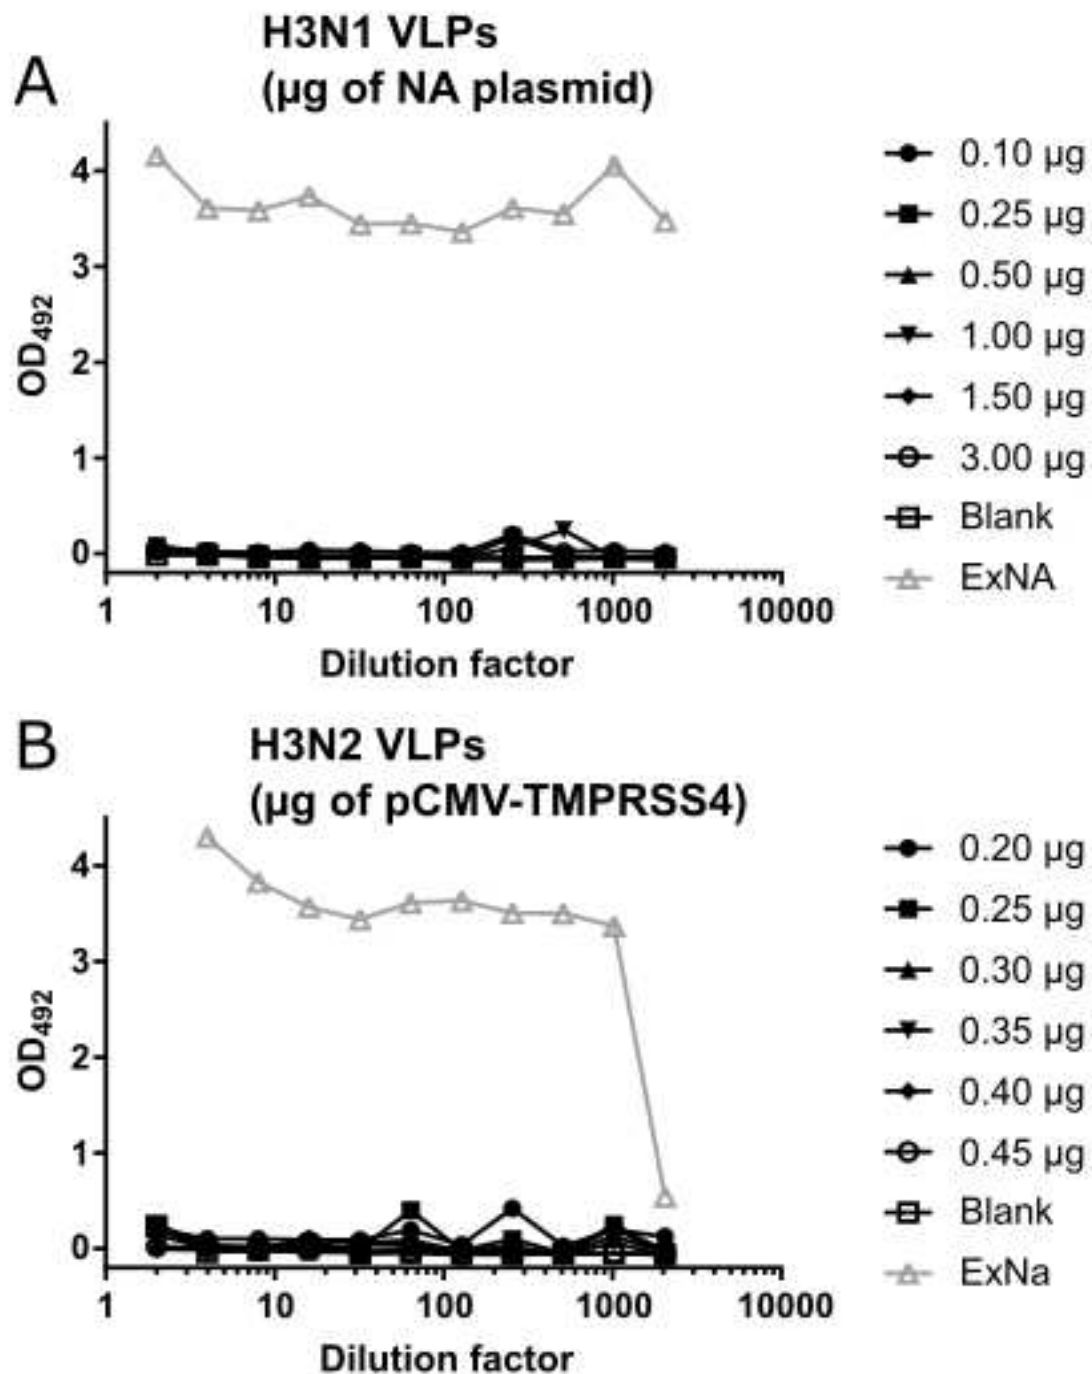 A
H3N1 VLPs
(µg of NA plasmid)
OD492
4
3
2
1
0
1 10 100 1000 10000
Dilution factor
0.10 µg
0.25 µg
0.50 µg
1.00 µg
1.50 µg
3.00 µg
Blank
ExNA
B
H3N2 VLPs
(µg of pCMV-TMPRSS4)
OD492
4
3
2
1
0
1 10 100 1000 10000
Dilution factor
0.20 µg
0.25 µg
0.30 µg
0.35 µg
0.40 µg
0.45 µg
Blank
ExNa